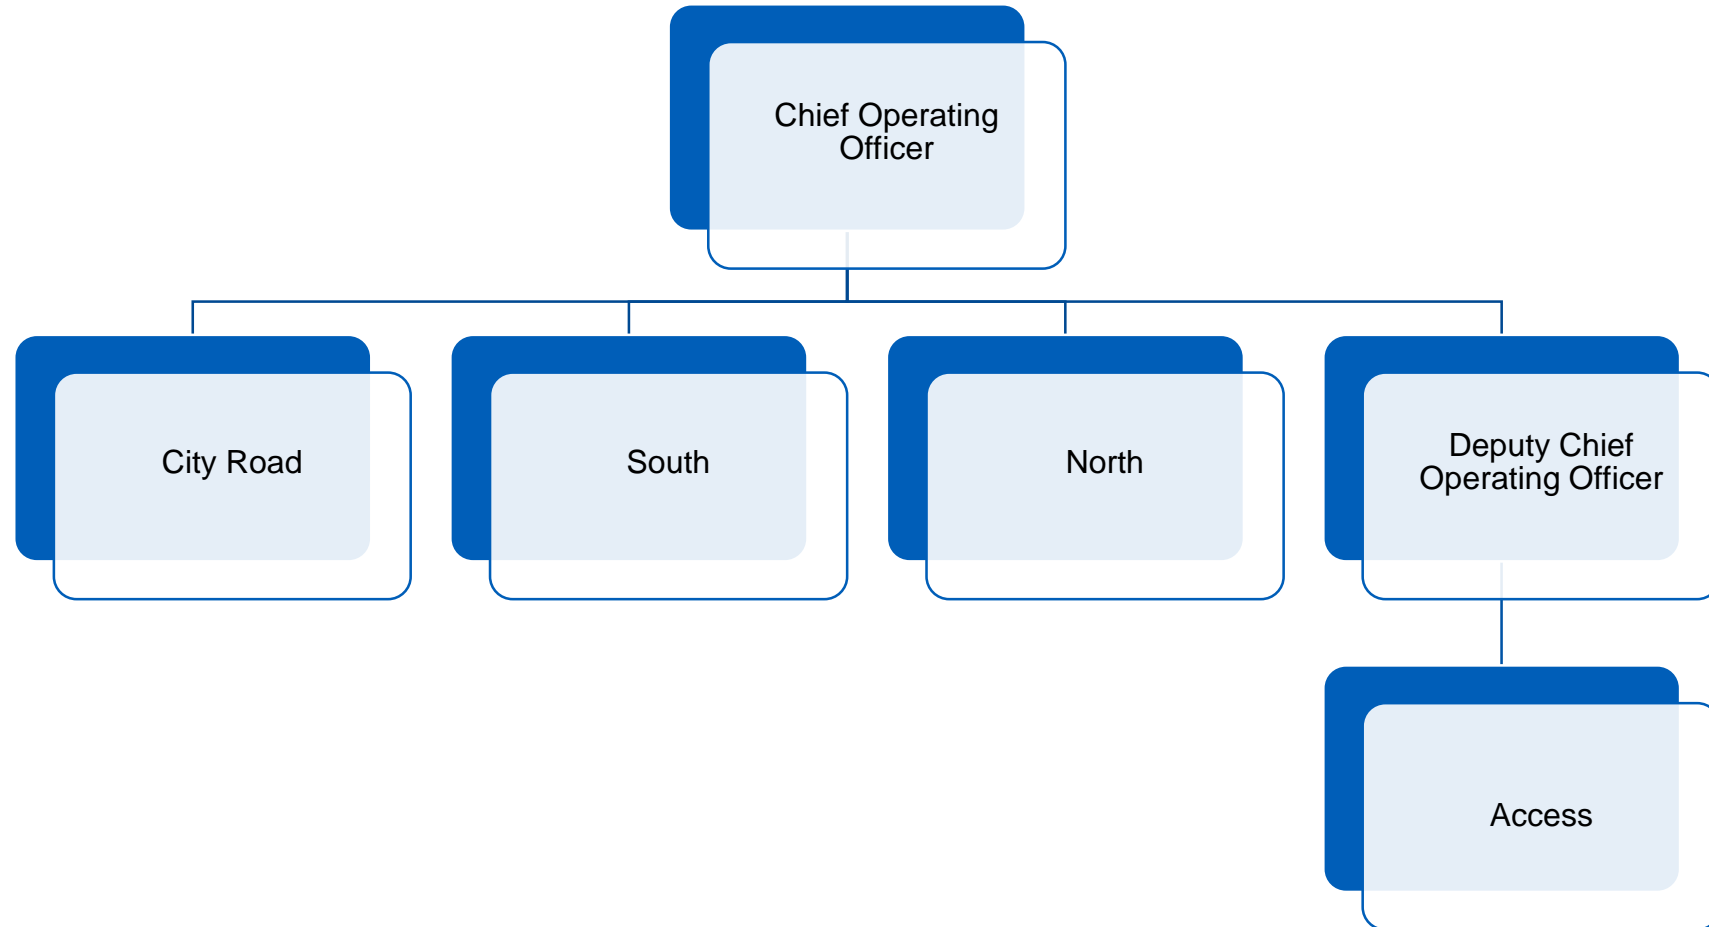 Chief Operating
Officer
City Road
South
North
Deputy Chief
Operating Officer
Access